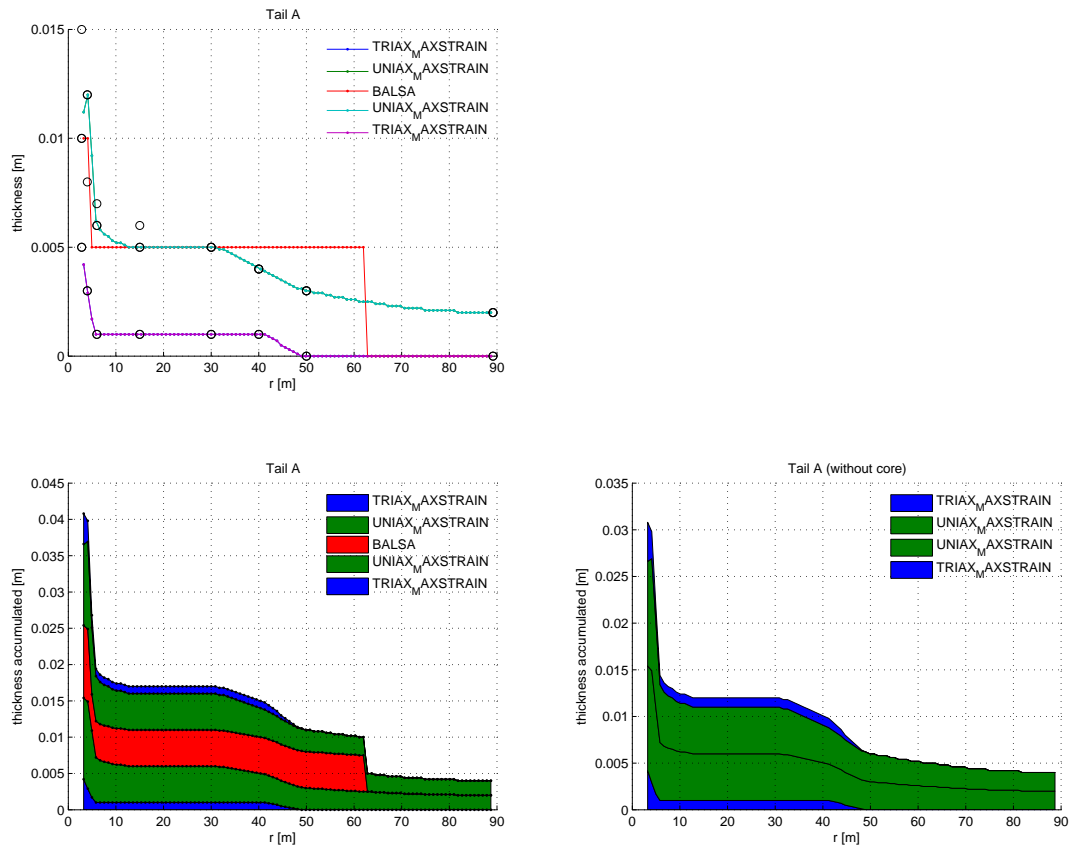 Tail A
0.015
0.01
0.005
0
thickness [m]
TRIAX_MAXSTRAIN
UNIAX_MAXSTRAIN
BALSA
UNIAX_MAXSTRAIN
TRIAX_MAXSTRAIN
0 10 20 30 40 50 60 70 80 90
r [m]
Tail A
0.045
0.04
0.035
0.03
0.025
0.02
0.015
0.01
0.005
0
thickness accumulated [m]
TRIAX_MAXSTRAIN
UNIAX_MAXSTRAIN
BALSA
UNIAX_MAXSTRAIN
TRIAX_MAXSTRAIN
0 10 20 30 40 50 60 70 80 90
r [m]
Tail A (without core)
0.035
0.03
0.025
0.02
0.015
0.01
0.005
0
thickness accumulated [m]
TRIAX_MAXSTRAIN
UNIAX_MAXSTRAIN
UNIAX_MAXSTRAIN
TRIAX_MAXSTRAIN
0 10 20 30 40 50 60 70 80 90
r [m]